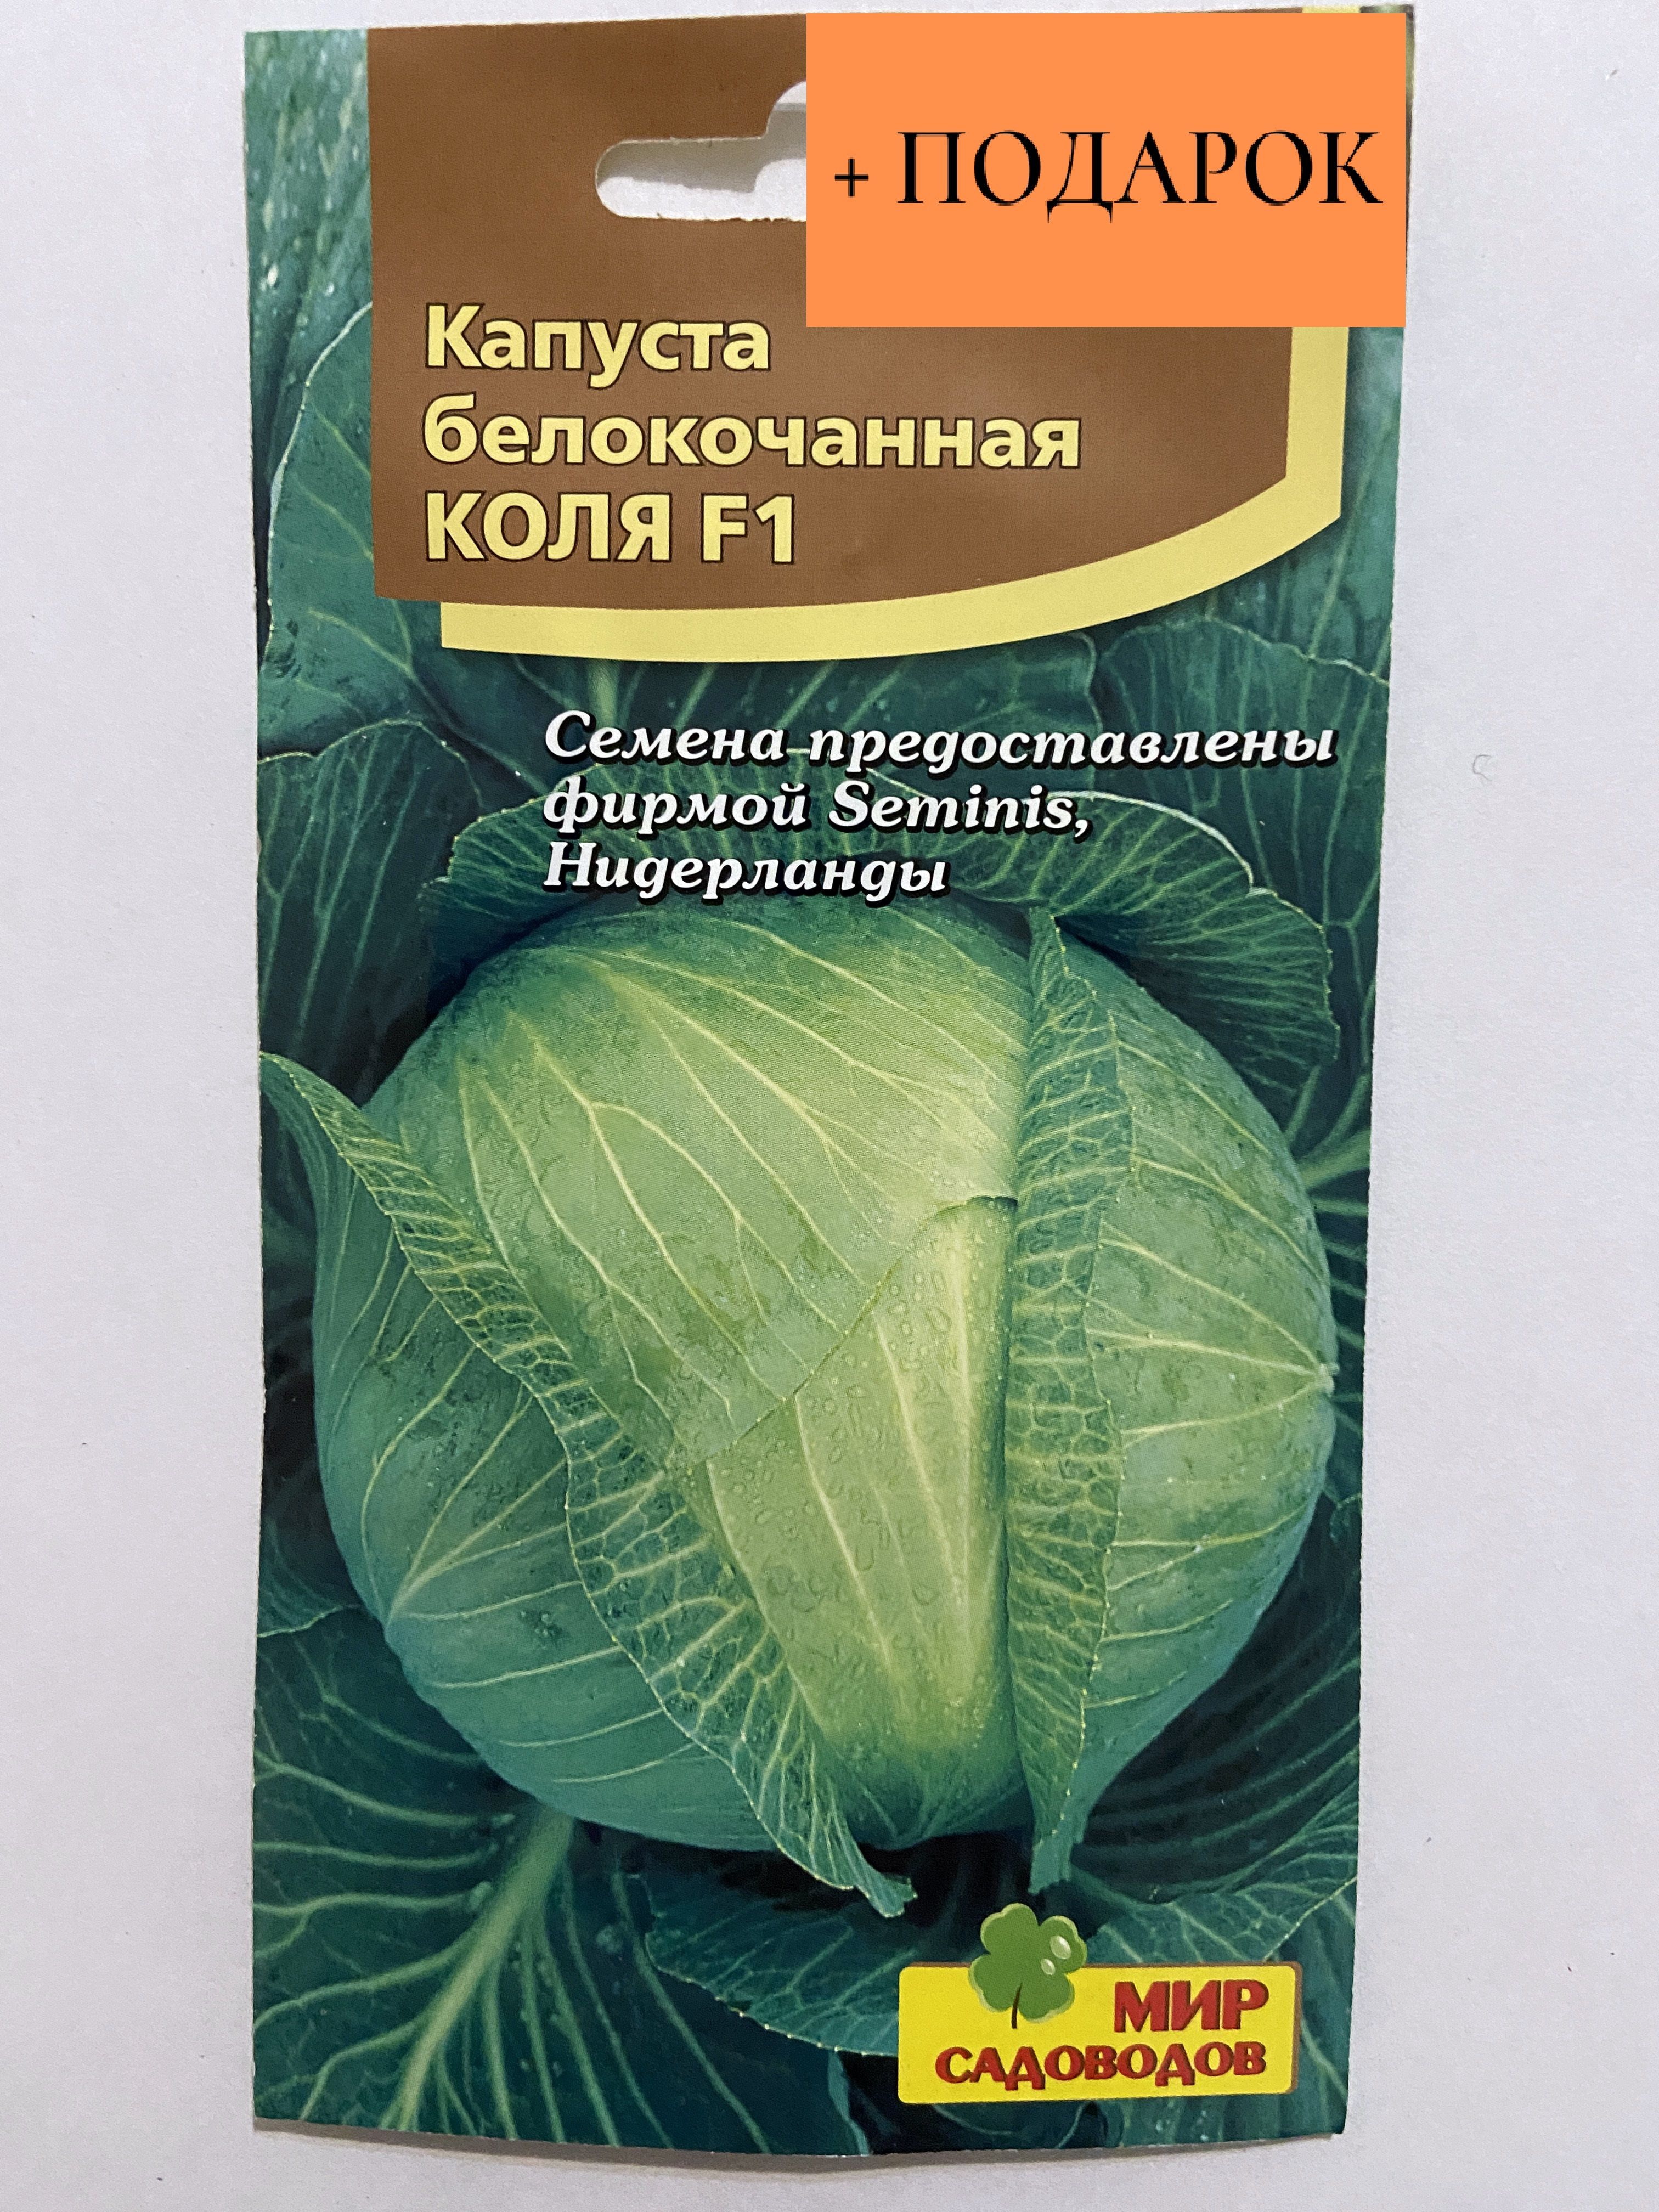 + ПОДАРОК
Капуста
белокочанная
КОЛЯ F1
Семена предоставлены
фирмой Seminis,
Нидерланды
МИР
САДОВОДОВ